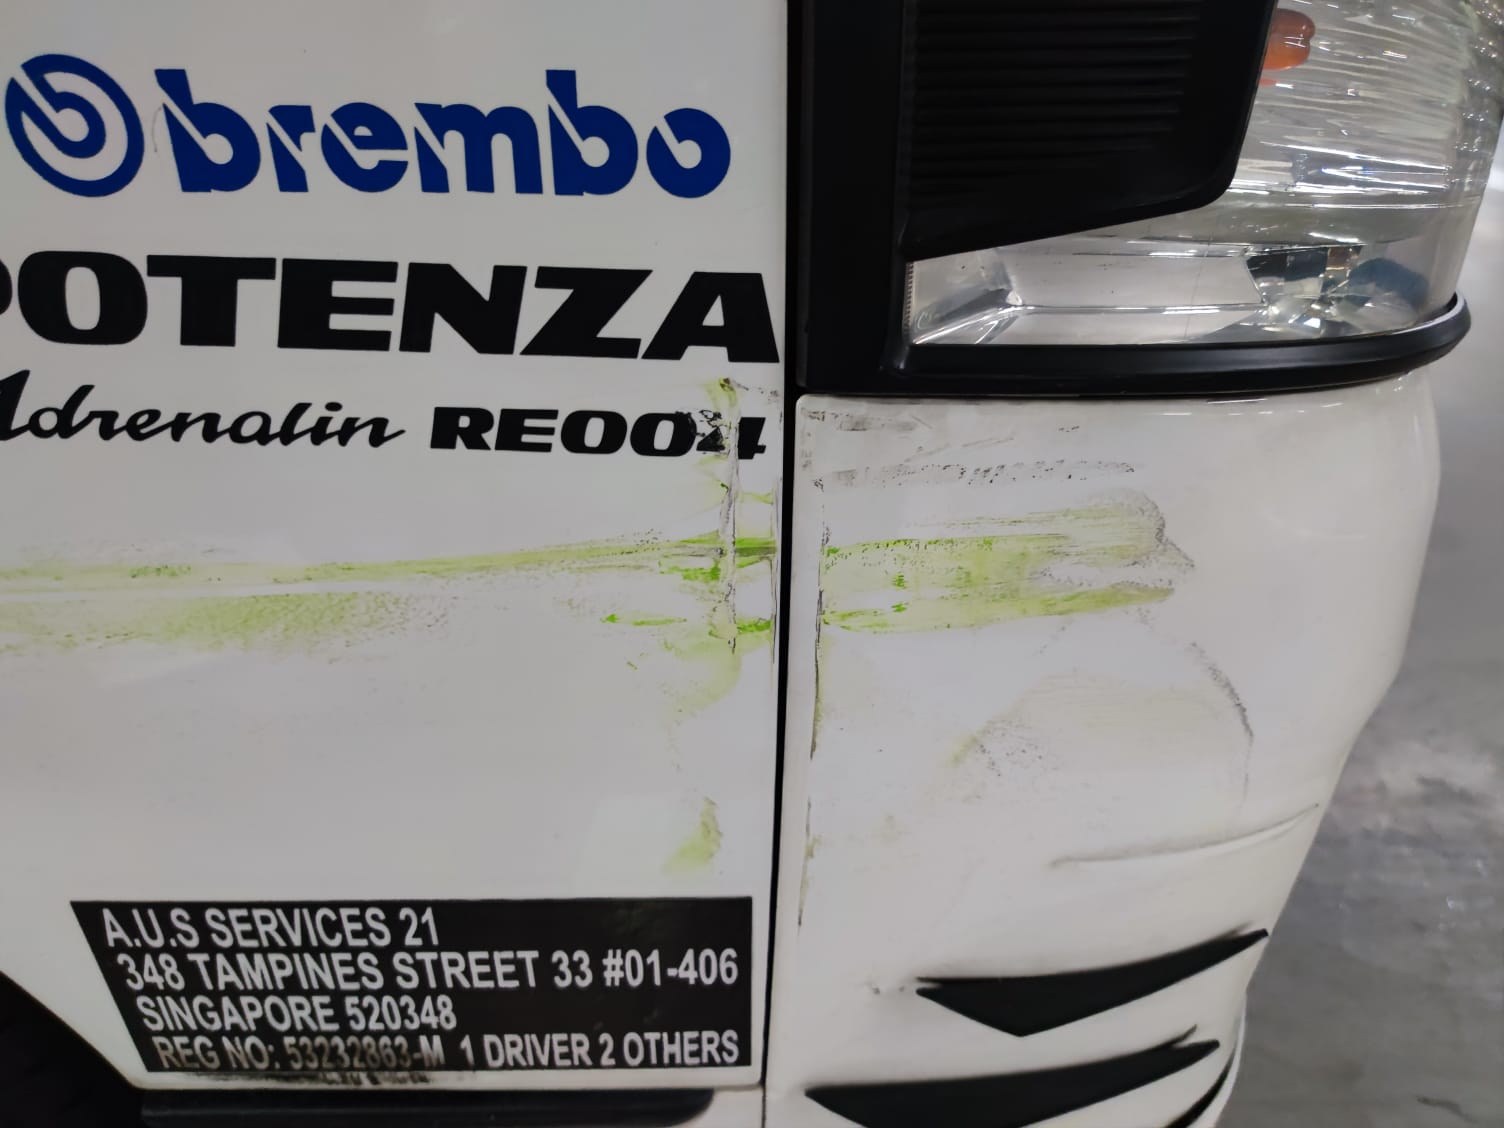 brembo
POTENZA
Adrenalin RE004
A.U.S SERVICES 21
348 TAMPINES STREET 33 #01-406
SINGAPORE 520348
REG NO: 53232863-M 1 DRIVER 2 OTHERS